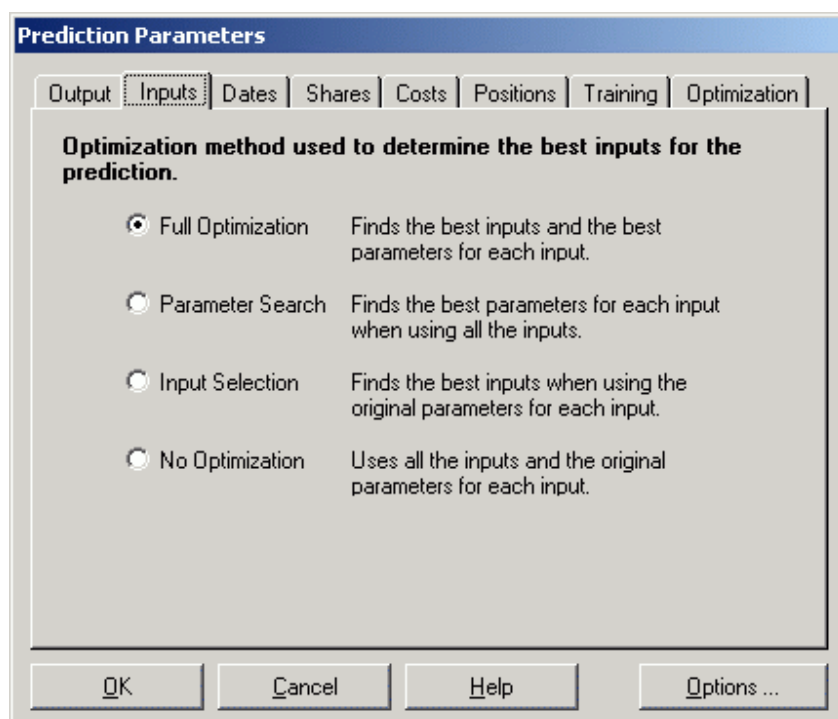 Prediction Parameters
Output Inputs Dates Shares Costs Positions Training Optimization
Optimization method used to determine the best inputs for the
prediction.
Full Optimization Finds the best inputs and the best
parameters for each input.
Parameter Search Finds the best parameters for each input
when using all the inputs.
Input Selection Finds the best inputs when using the
original parameters for each input.
No Optimization Uses all the inputs and the original
parameters for each input.
OK Cancel Help Options ...